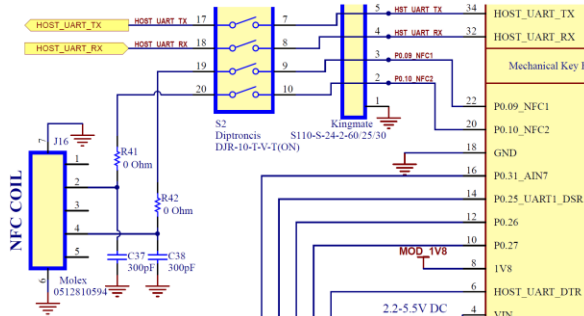 HOST_UART_TX HOST UART TX 17 7 5 HST UART TX 34 HOST_UART_TX
HOST_UART_RX HOST UART RX 18 8 4 HST UART RX 32 HOST_UART_RX
19 9 3 P0.09_NFC1 Mechanical Key
20 10 2 P0.10_NFC2
1
22 P0.09_NFC1
S2 Kingmate
Diptroncis S110-S-24-2-60/25/30
DJR-10-T-V-T(ON)
20 P0.10_NFC2
7 J16
R41
0 Ohm
18 GND
1
2
16 P0.31_AIN7
R42
0 Ohm
14 P0.25_UART1_DSR
3
NFC COIL
12 P0.26
4
10 P0.27
5
C37 C38
300pF 300pF
MOD_1V8
8 1V8
6
Molex
0512810594
6 HOST_UART_DTR
2.2-5.5V DC
4 VIN